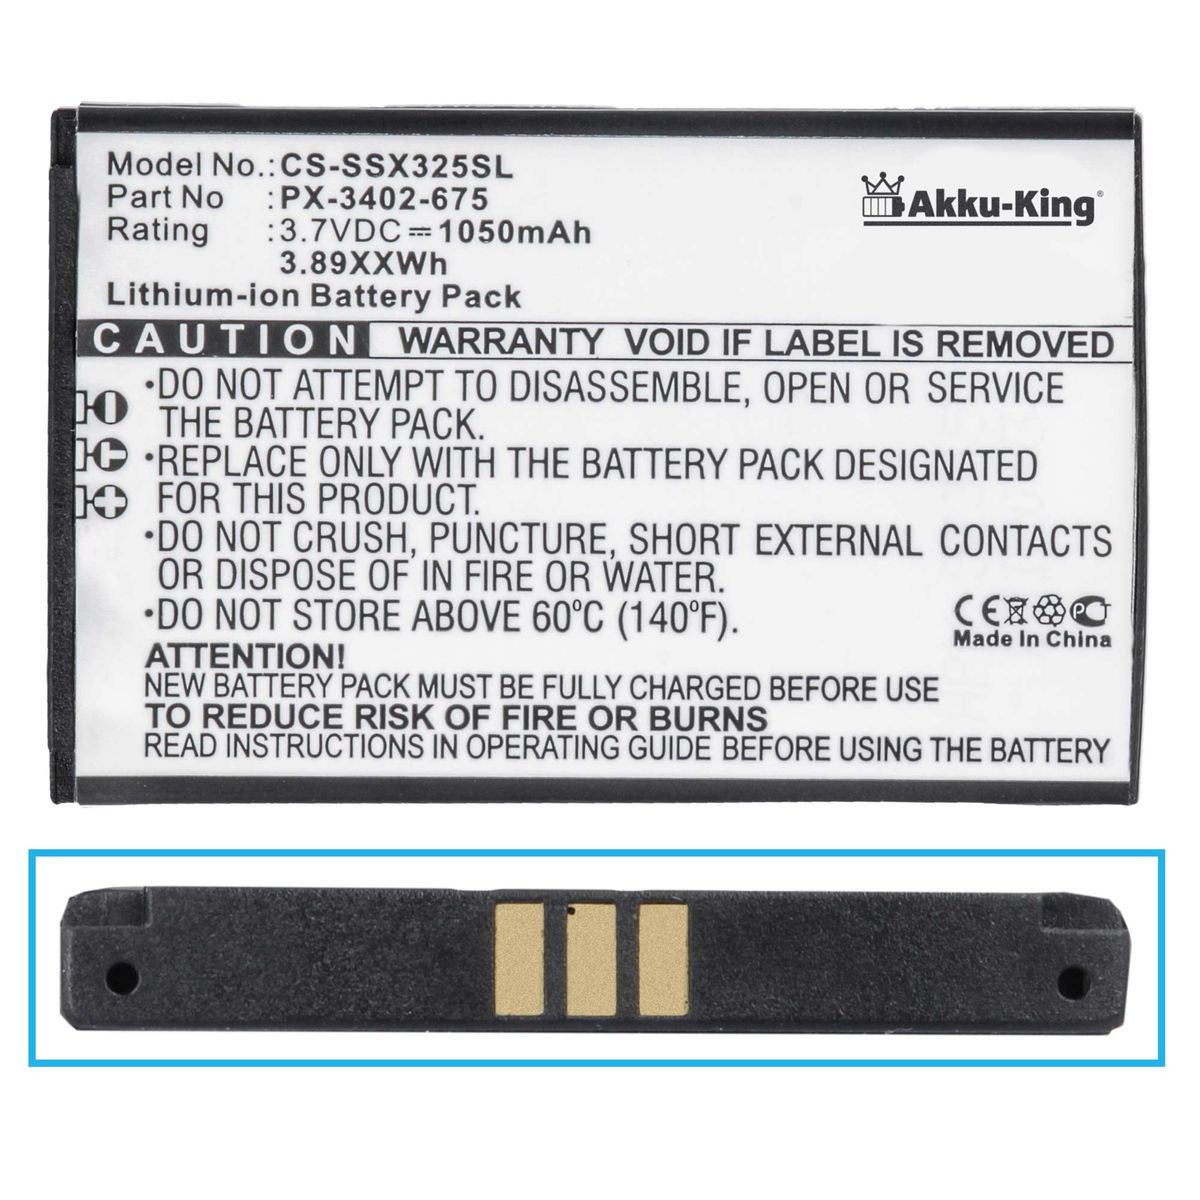 Model No.:CS-SSX325SL
Part No :PX-3402-675
Rating :3.7VDC⎓1050mAh
3.89XXWh
Lithium-ion Battery Pack
Akku-King®
CAUTION WARRANTY VOID IF LABEL IS REMOVED
•DO NOT ATTEMPT TO DISASSEMBLE, OPEN OR SERVICE
THE BATTERY PACK.
•REPLACE ONLY WITH THE BATTERY PACK DESIGNATED
FOR THIS PRODUCT.
•DO NOT CRUSH, PUNCTURE, SHORT EXTERNAL CONTACTS
OR DISPOSE OF IN FIRE OR WATER.
•DO NOT STORE ABOVE 60°C (140°F).
CE PCT
Made In China
ATTENTION!
NEW BATTERY PACK MUST BE FULLY CHARGED BEFORE USE
TO REDUCE RISK OF FIRE OR BURNS
READ INSTRUCTIONS IN OPERATING GUIDE BEFORE USING THE BATTERY